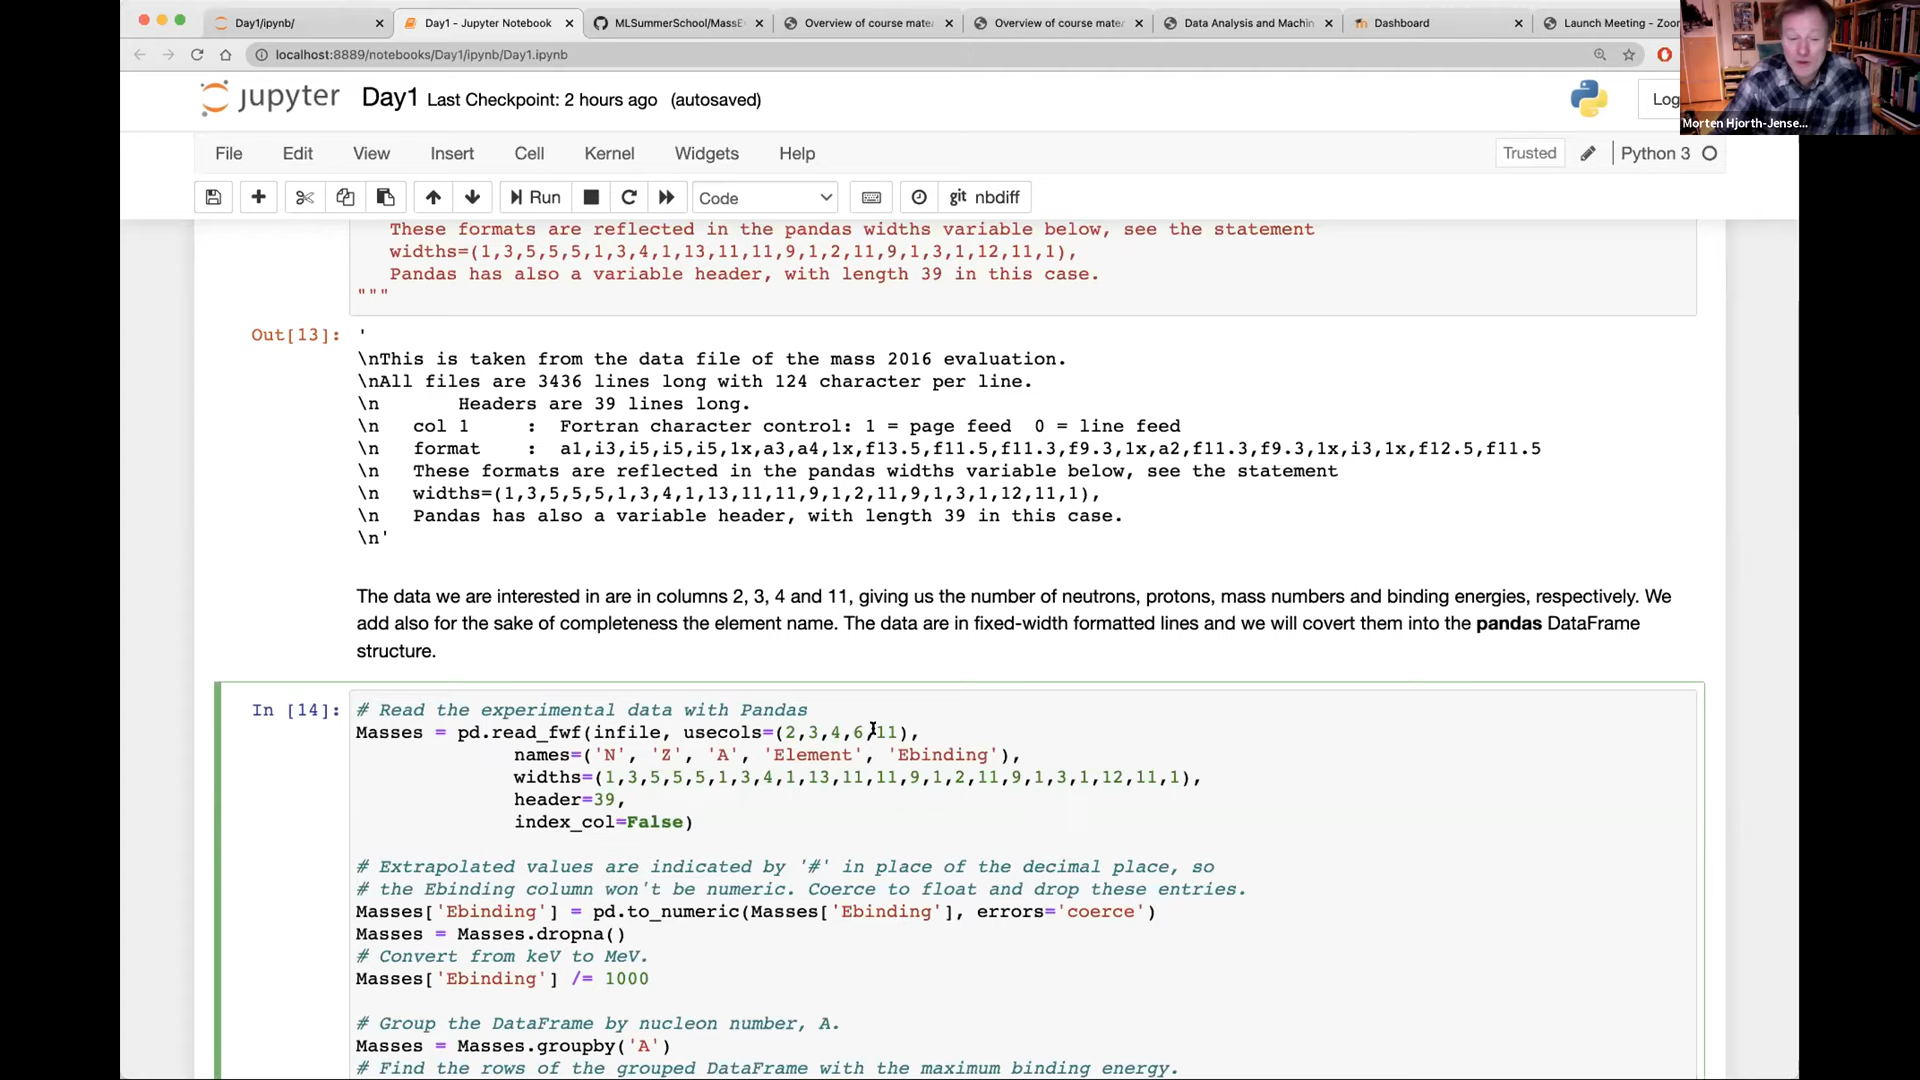 Day1/ipynb/
Day1 - Jupyter Notebook
MLSummerSchool/MassE
Overview of course mate
Overview of course mate
Data Analysis and Machin
Dashboard
Launch Meeting - Zoo
localhost:8889/notebooks/Day1/ipynb/Day1.ipynb
jupyter Day1 Last Checkpoint: 2 hours ago (autosaved)
Log
Morten Hjorth-Jense...
File Edit View Insert Cell Kernel Widgets Help
Trusted Python 3
Run Code git nbdiff
These formats are reflected in the pandas widths variable below, see the statement
widths=(1,3,5,5,5,1,3,4,1,13,11,11,9,1,2,11,9,1,3,1,12,11,1),
Pandas has also a variable header, with length 39 in this case.
"""
Out[13]: '
\nThis is taken from the data file of the mass 2016 evaluation.
\nAll files are 3436 lines long with 124 character per line.
\n       Headers are 39 lines long.
\n   col 1     :  Fortran character control: 1 = page feed  0 = line feed
\n   format    :  a1,i3,i5,i5,i5,1x,a3,a4,1x,f13.5,f11.5,f11.3,f9.3,1x,a2,f11.3,f9.3,1x,i3,1x,f12.5,f11.5
\n   These formats are reflected in the pandas widths variable below, see the statement
\n   widths=(1,3,5,5,5,1,3,4,1,13,11,11,9,1,2,11,9,1,3,1,12,11,1),
\n   Pandas has also a variable header, with length 39 in this case.
\n'
The data we are interested in are in columns 2, 3, 4 and 11, giving us the number of neutrons, protons, mass numbers and binding energies, respectively. We
add also for the sake of completeness the element name. The data are in fixed-width formatted lines and we will covert them into the pandas DataFrame
structure.
In [14]: # Read the experimental data with Pandas
Masses = pd.read_fwf(infile, usecols=(2,3,4,6,11),
names=('N', 'Z', 'A', 'Element', 'Ebinding'),
widths=(1,3,5,5,5,1,3,4,1,13,11,11,9,1,2,11,9,1,3,1,12,11,1),
header=39,
index_col=False)
# Extrapolated values are indicated by '#' in place of the decimal place, so
# the Ebinding column won't be numeric. Coerce to float and drop these entries.
Masses['Ebinding'] = pd.to_numeric(Masses['Ebinding'], errors='coerce')
Masses = Masses.dropna()
# Convert from keV to MeV.
Masses['Ebinding'] /= 1000
# Group the DataFrame by nucleon number, A.
Masses = Masses.groupby('A')
# Find the rows of the grouped DataFrame with the maximum binding energy.